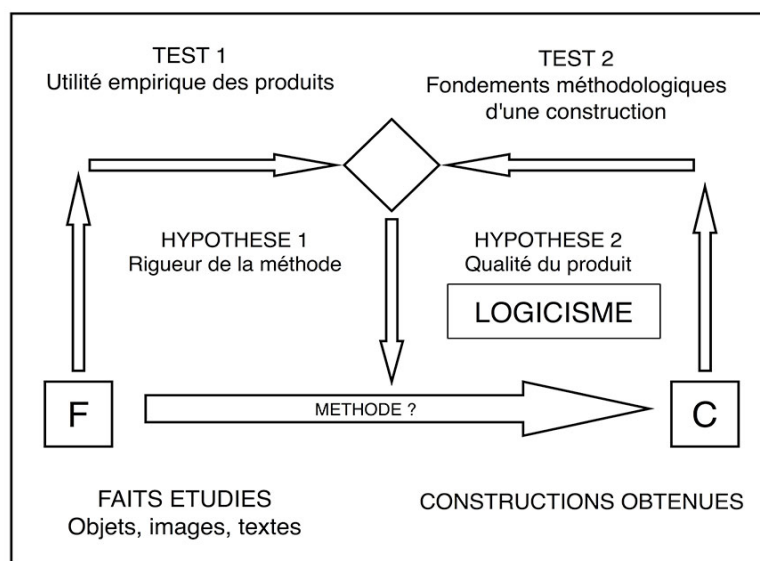 TEST 1
Utilité empirique des produits
TEST 2
Fondements méthodologiques
d'une construction
HYPOTHESE 1
Rigueur de la méthode
HYPOTHESE 2
Qualité du produit
LOGICISME
F
METHODE ?
C
FAITS ETUDIES
Objets, images, textes
CONSTRUCTIONS OBTENUES